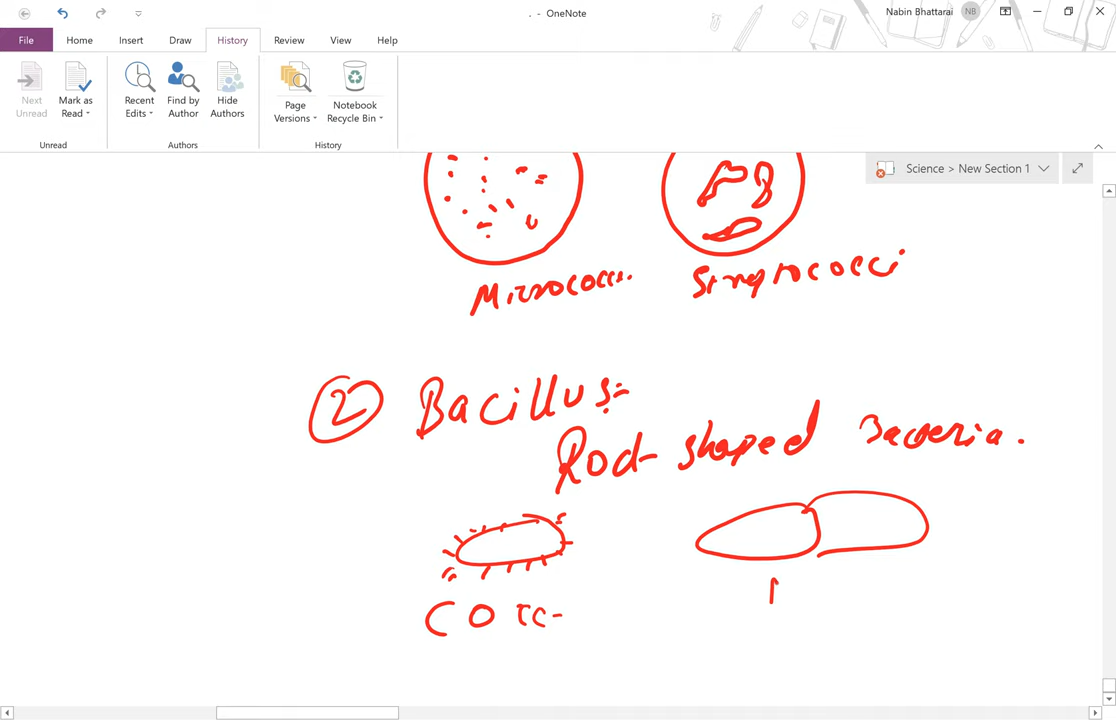 . - OneNote
Nabin Bhattarai NB
File Home Insert Draw History Review View Help
Next Unread
Mark as Read
Recent Edits
Find by Author
Hide Authors
Page Versions
Notebook Recycle Bin
Unread Authors History
Science > New Section 1
Micrococci. Streptococci
2 Bacillus:-
Rod-shaped Bacteria.